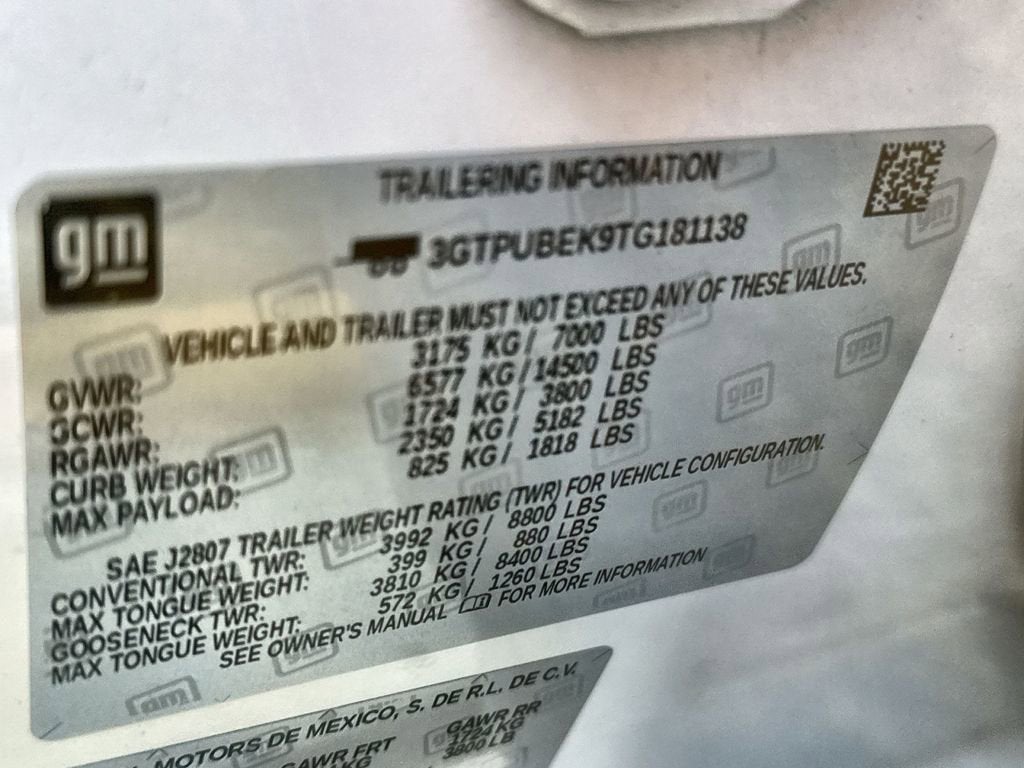 gm
TRAILERING INFORMATION
3GTPUBEK9TG181138
VEHICLE AND TRAILER MUST NOT EXCEED ANY OF THESE VALUES.
GVWR: 3175 KG/ 7000 LBS
GCWR: 6577 KG/14500 LBS
RGAWR: 1724 KG/ 3800 LBS
CURB WEIGHT: 2350 KG/ 5182 LBS
MAX PAYLOAD: 825 KG/ 1818 LBS
SAE J2807 TRAILER WEIGHT RATING (TWR) FOR VEHICLE CONFIGURATION.
CONVENTIONAL TWR: 3992 KG/ 8800 LBS
MAX TONGUE WEIGHT: 399 KG/ 880 LBS
GOOSENECK TWR: 3810 KG/ 8400 LBS
MAX TONGUE WEIGHT: 572 KG/ 1260 LBS
SEE OWNER'S MANUAL FOR MORE INFORMATION
MOTORS DE MEXICO, S. DE R.L. DE C.V.
GAWR FRT GAWR RR
KG 1724 KG
3800 LB